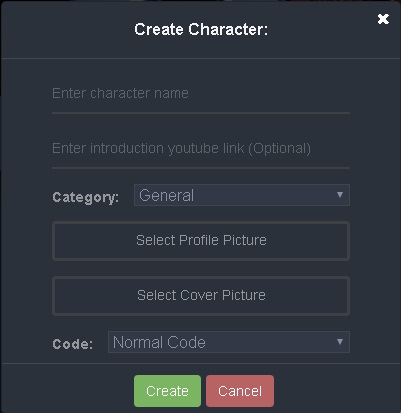 Create Character:
Enter character name
Enter introduction youtube link (Optional)
Category: General
Select Profile Picture
Select Cover Picture
Code: Normal Code
Create Cancel